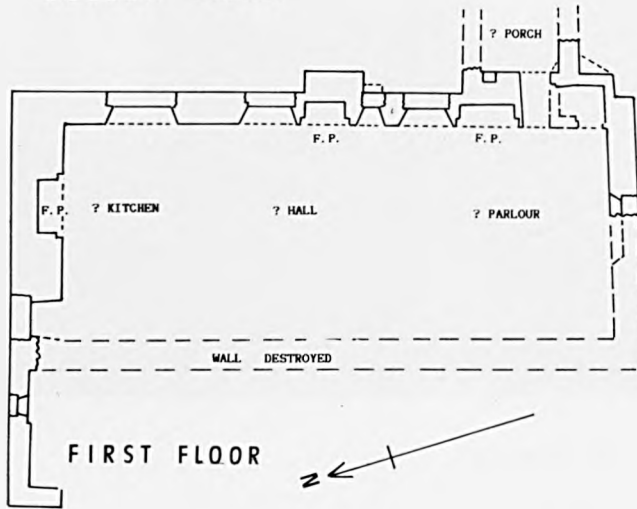 ? PORCH
F.P.
F.P.
F.P.
? KITCHEN
? HALL
? PARLOUR
WALL DESTROYED
FIRST FLOOR
N